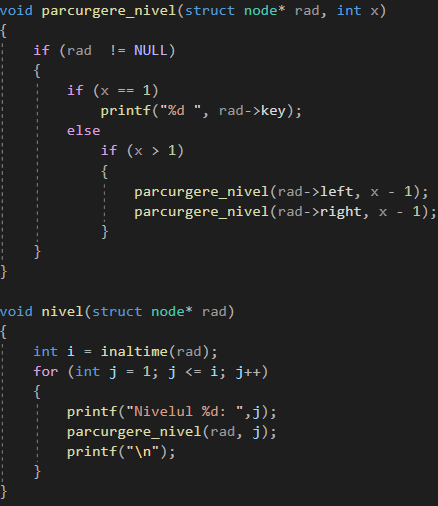 void parcurgere_nivel(struct node* rad, int x)
{
    if (rad  != NULL)
    {
        if (x == 1)
            printf("%d ", rad->key);
        else
            if (x > 1)
            {
                parcurgere_nivel(rad->left, x - 1);
                parcurgere_nivel(rad->right, x - 1);
            }
    }
}

void nivel(struct node* rad)
{
    int i = inaltime(rad);
    for (int j = 1; j <= i; j++)
    {
        printf("Nivelul %d: ",j);
        parcurgere_nivel(rad, j);
        printf("\n");
    }
}